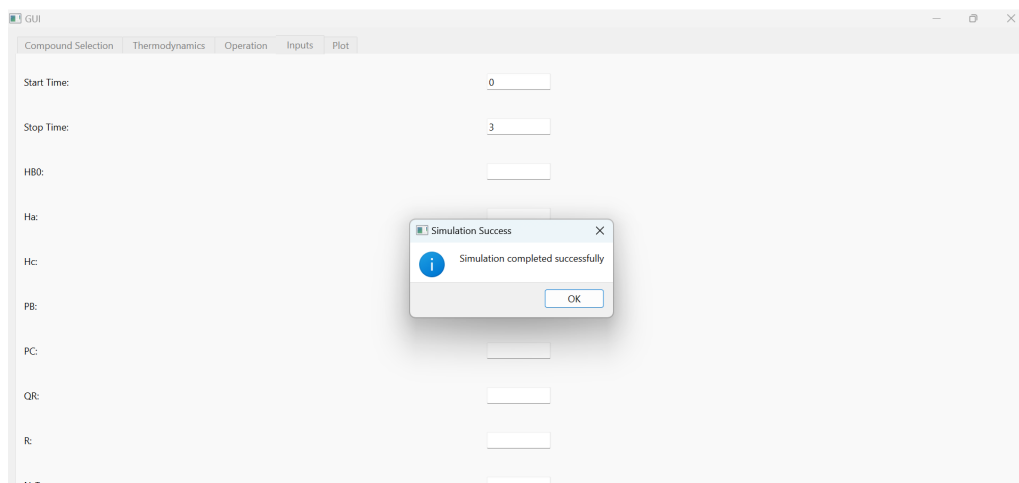 GUI
Compound Selection Thermodynamics Operation Inputs Plot
Start Time: 0
Stop Time: 3
HB0:
Ha:
Simulation Success
Hc:
Simulation completed successfully
OK
PB:
PC:
QR:
R: